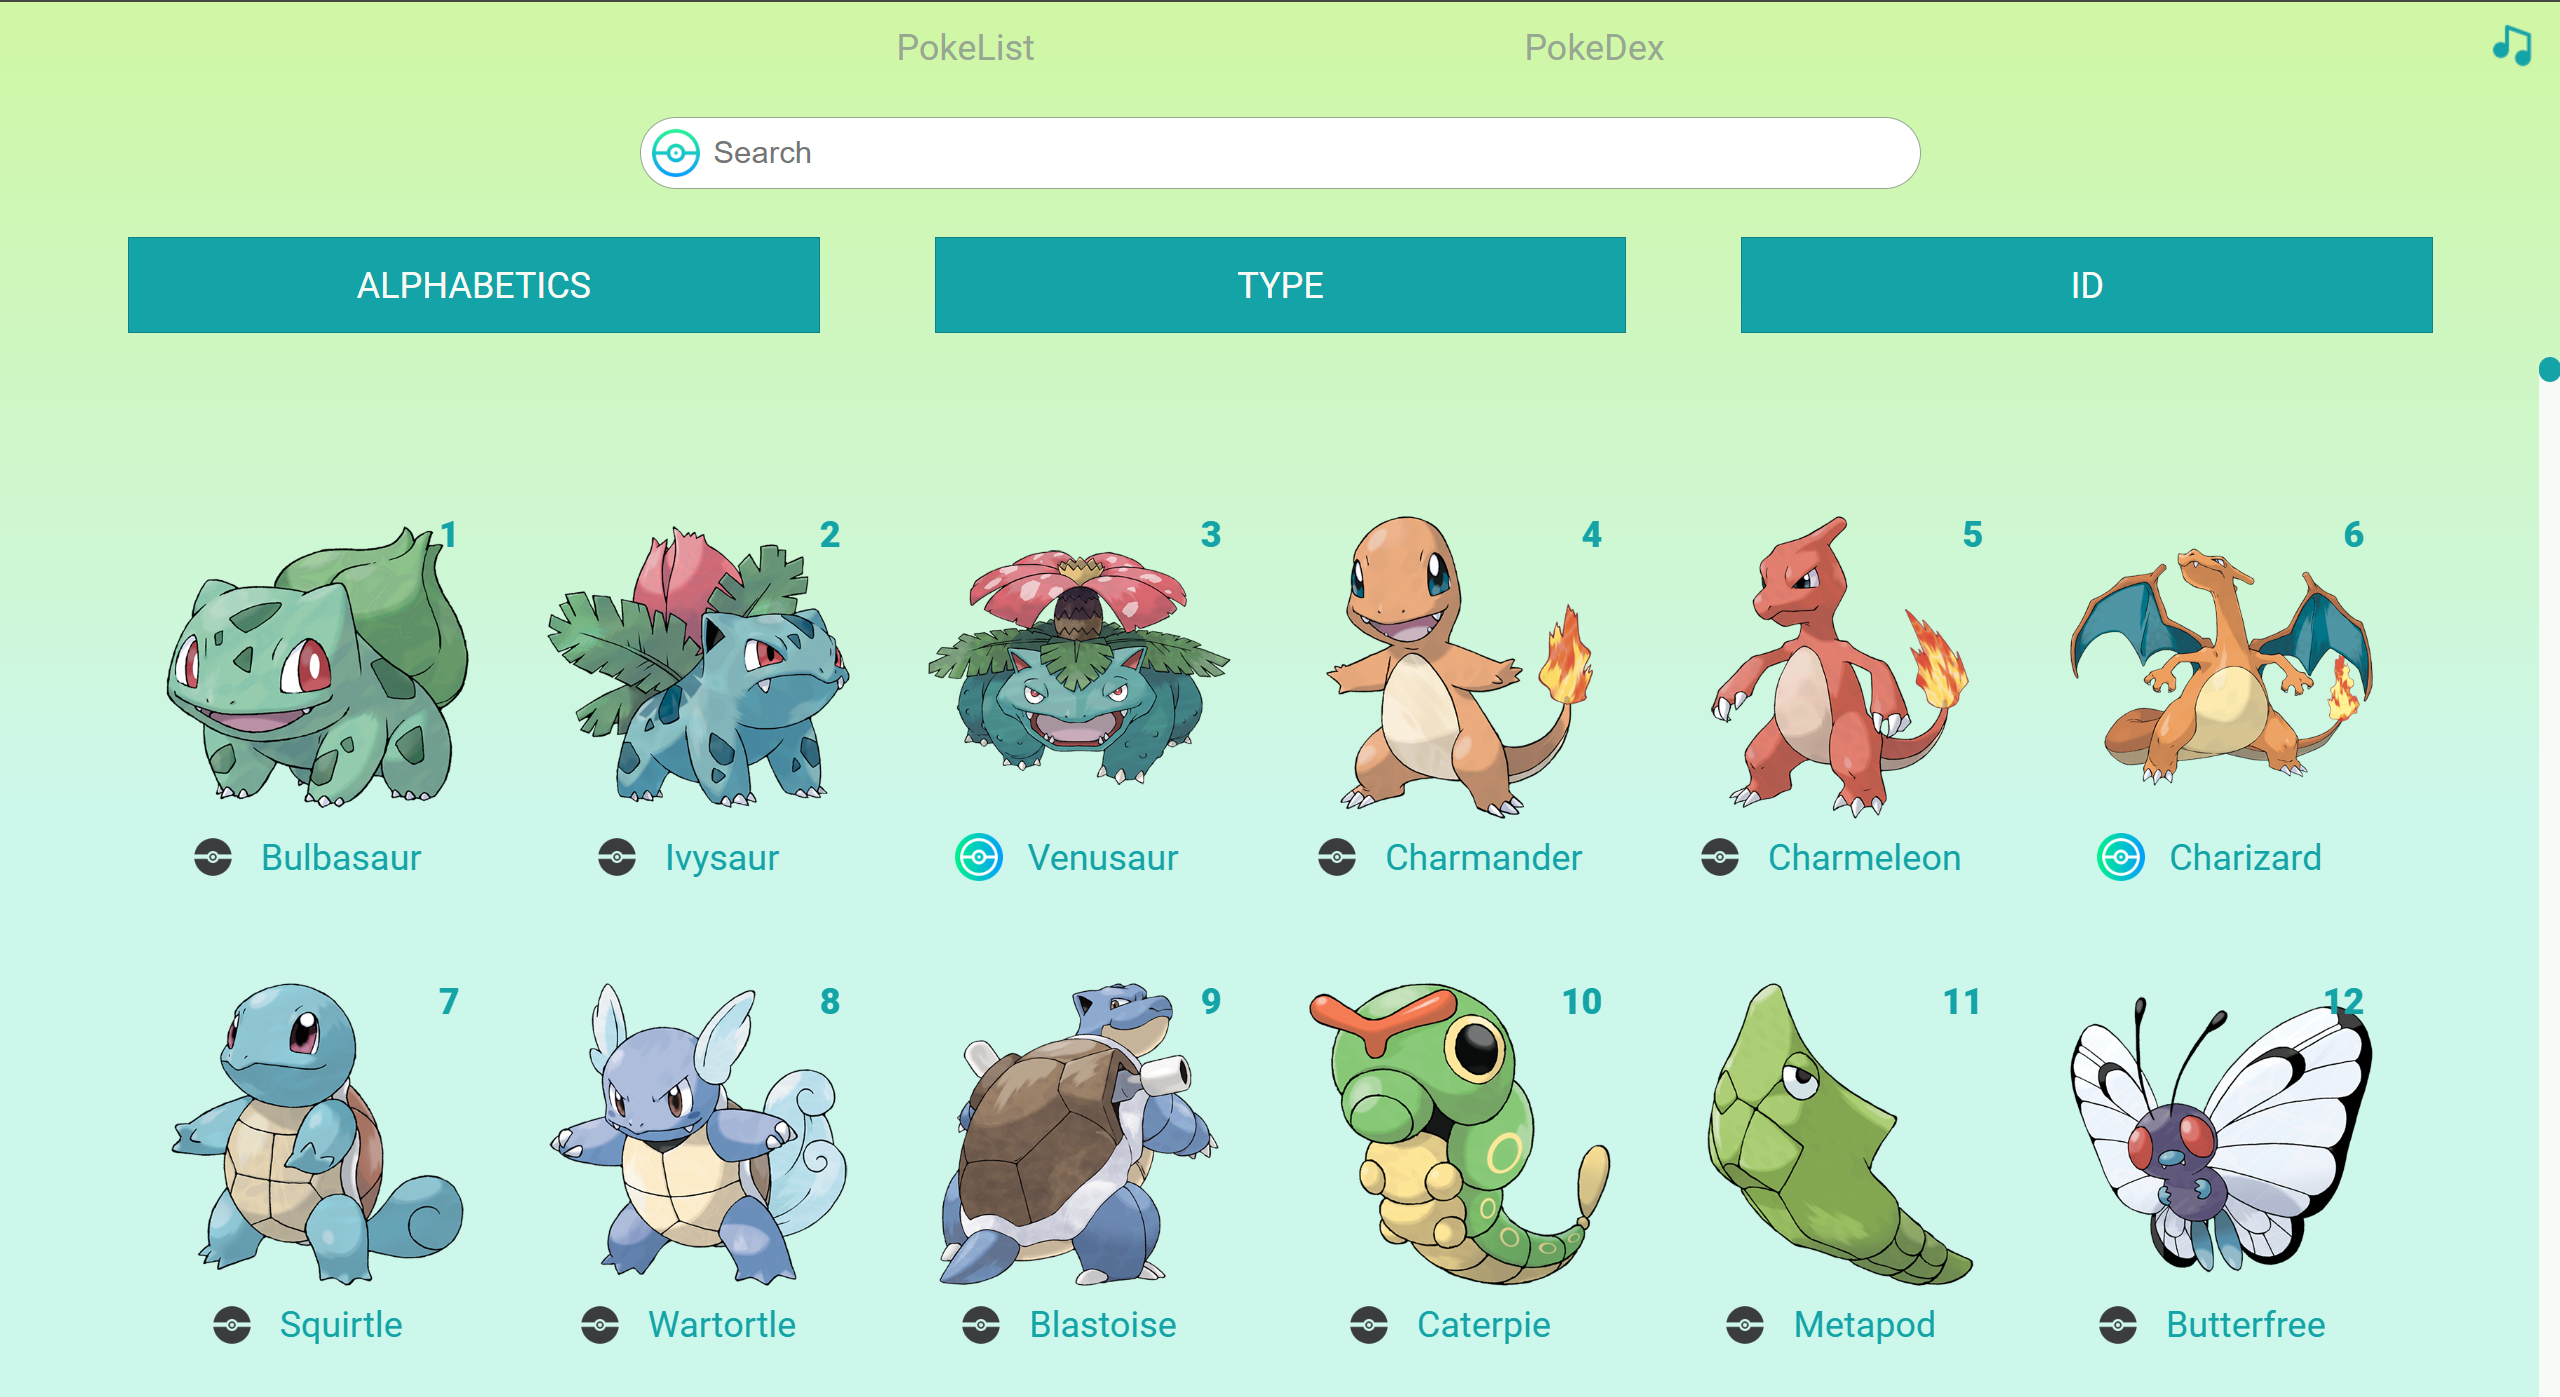 PokeList PokeDex
Search
ALPHABETICS TYPE ID
1 2 3 4 5 6
Bulbasaur Ivysaur Venusaur Charmander Charmeleon Charizard
7 8 9 10 11 12
Squirtle Wartortle Blastoise Caterpie Metapod Butterfree